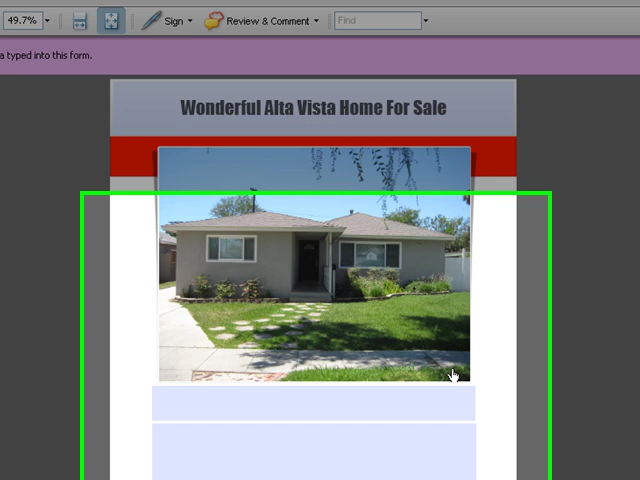 49.7%
Sign
Review & Comment
Find
a typed into this form.
Wonderful Alta Vista Home For Sale